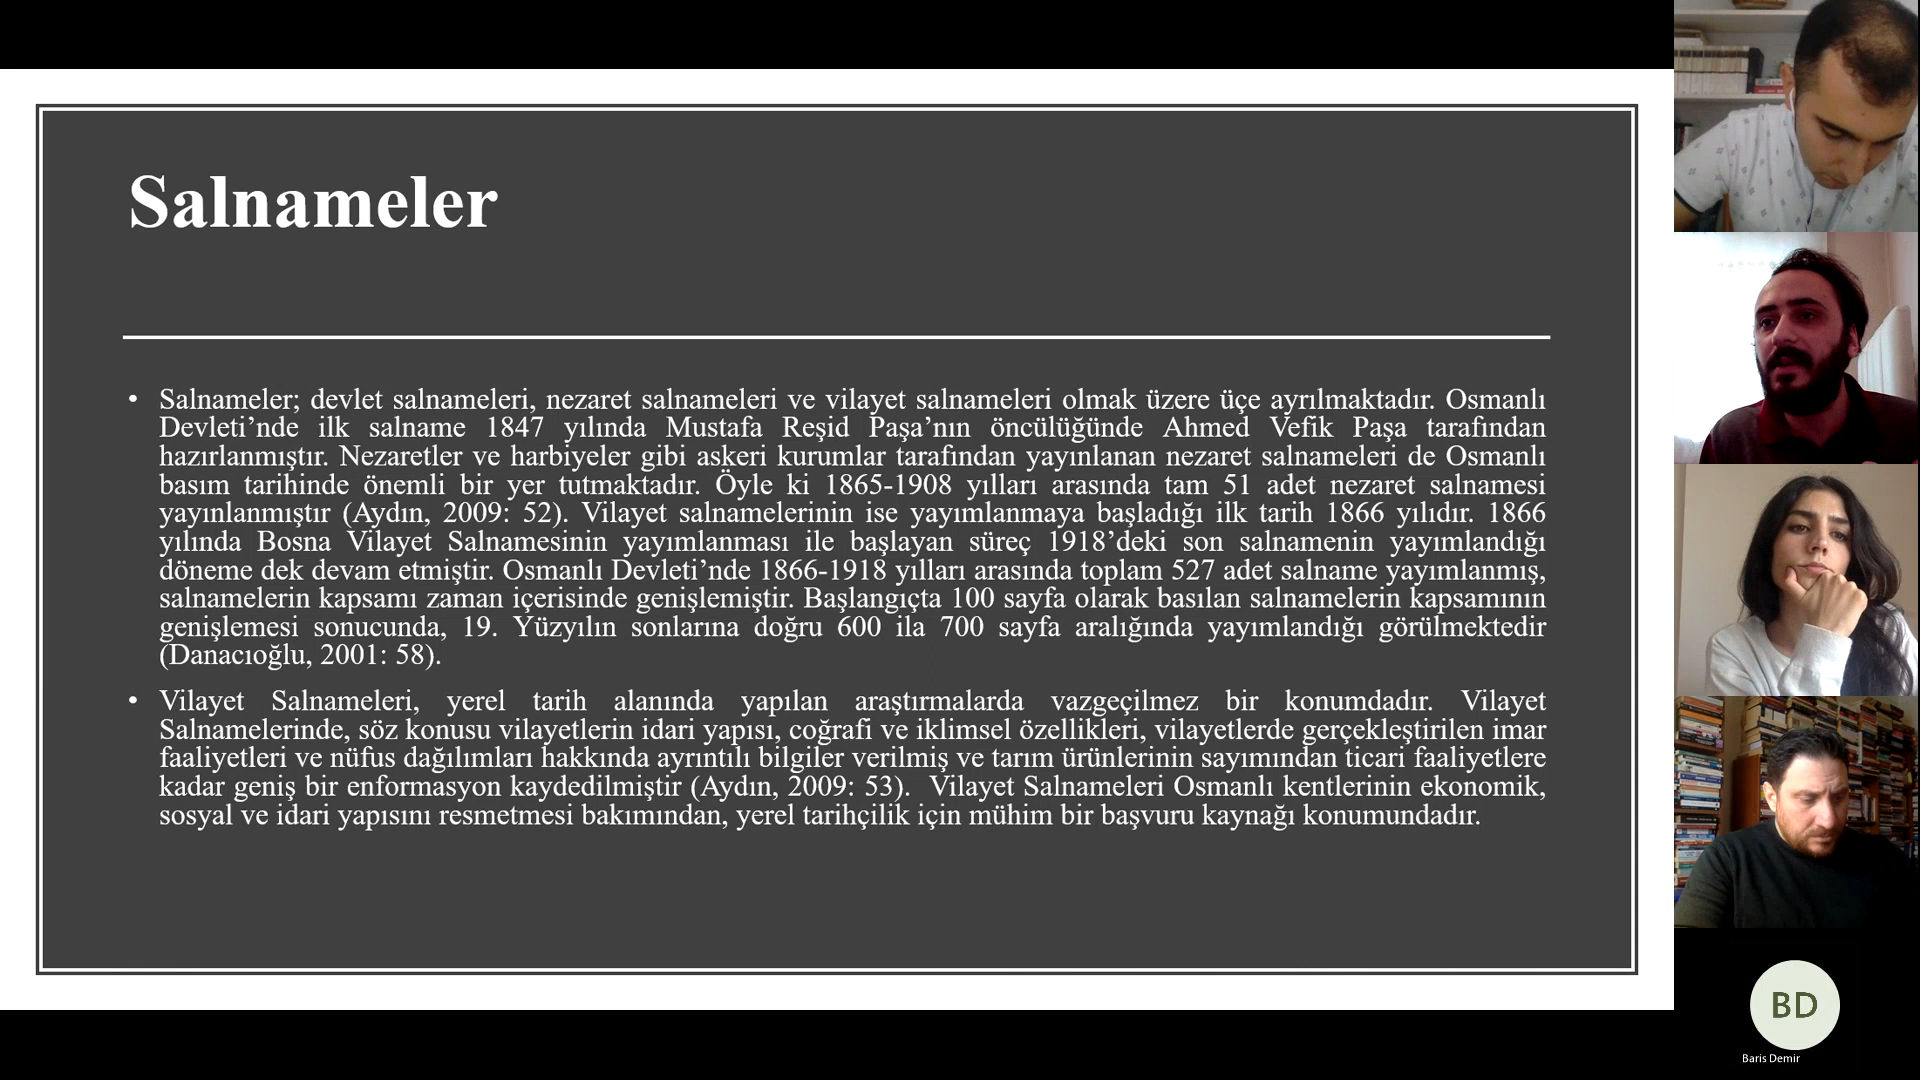 Salnameler
• Salnameler; devlet salnameleri, nezaret salnameleri ve vilayet salnameleri olmak üzere üçe ayrılmaktadır. Osmanlı
Devleti’nde ilk salname 1847 yılında Mustafa Reşid Paşa’nın öncülüğünde Ahmed Vefik Paşa tarafından
hazırlanmıştır. Nezaretler ve harbiyeler gibi askeri kurumlar tarafından yayınlanan nezaret salnameleri de Osmanlı
basım tarihinde önemli bir yer tutmaktadır. Öyle ki 1865-1908 yılları arasında tam 51 adet nezaret salnamesi
yayınlanmıştır (Aydın, 2009: 52). Vilayet salnamelerinin ise yayımlanmaya başladığı ilk tarih 1866 yılıdır. 1866
yılında Bosna Vilayet Salnamesinin yayımlanması ile başlayan süreç 1918’deki son salnamenin yayımlandığı
döneme dek devam etmiştir. Osmanlı Devleti’nde 1866-1918 yılları arasında toplam 527 adet salname yayımlanmış,
salnamelerin kapsamı zaman içerisinde genişlemiştir. Başlangıçta 100 sayfa olarak basılan salnamelerin kapsamının
genişlemesi sonucunda, 19. Yüzyılın sonlarına doğru 600 ila 700 sayfa aralığında yayımlandığı görülmektedir
(Danacıoğlu, 2001: 58).
• Vilayet Salnameleri, yerel tarih alanında yapılan araştırmalarda vazgeçilmez bir konumdadır. Vilayet
Salnamelerinde, söz konusu vilayetlerin idari yapısı, coğrafi ve iklimsel özellikleri, vilayetlerde gerçekleştirilen imar
faaliyetleri ve nüfus dağılımları hakkında ayrıntılı bilgiler verilmiş ve tarım ürünlerinin sayımından ticari faaliyetlere
kadar geniş bir enformasyon kaydedilmiştir (Aydın, 2009: 53). Vilayet Salnameleri Osmanlı kentlerinin ekonomik,
sosyal ve idari yapısını resmetmesi bakımından, yerel tarihçilik için mühim bir başvuru kaynağı konumundadır.
BD
Baris Demir